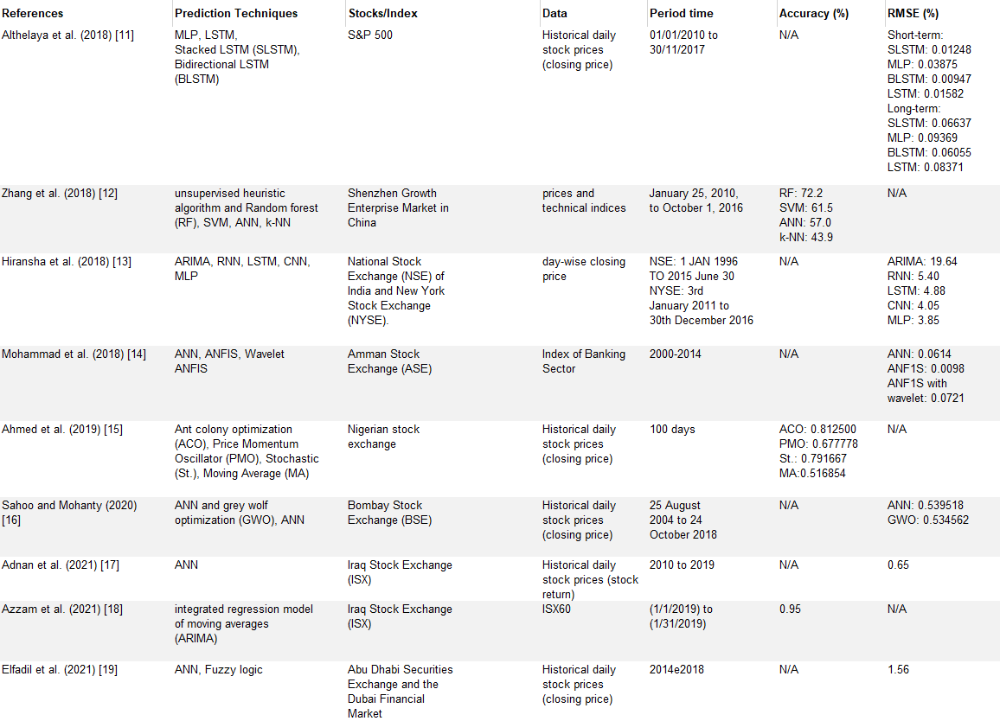 References Prediction Techniques Stocks/Index Data Period time Accuracy (%) RMSE (%)
Althelaya et al. (2018) [11]
MLP, LSTM,
Stacked LSTM (SLSTM),
Bidirectional LSTM
(BLSTM)
S&P 500
Historical daily
stock prices
(closing price)
01/01/2010 to
30/11/2017
N/A
Short-term:
SLSTM: 0.01248
MLP: 0.03875
BLSTM: 0.00947
LSTM: 0.01582
Long-term:
SLSTM: 0.06637
MLP: 0.09369
BLSTM: 0.06055
LSTM: 0.08371
Zhang et al. (2018) [12]
unsupervised heuristic
algorithm and Random forest
(RF), SVM, ANN, k-NN
Shenzhen Growth
Enterprise Market in
China
prices and
technical indices
January 25, 2010,
to October 1, 2016
RF: 72.2
SVM: 61.5
ANN: 57.0
k-NN: 43.9
N/A
Hiransha et al. (2018) [13]
ARIMA, RNN, LSTM, CNN,
MLP
National Stock
Exchange (NSE) of
India and New York
Stock Exchange
(NYSE).
day-wise closing
price
NSE: 1 JAN 1996
TO 2015 June 30
NYSE: 3rd
January 2011 to
30th December 2016
N/A
ARIMA: 19.64
RNN: 5.40
LSTM: 4.88
CNN: 4.05
MLP: 3.85
Mohammad et al. (2018) [14]
ANN, ANFIS, Wavelet
ANFIS
Amman Stock
Exchange (ASE)
Index of Banking
Sector
2000-2014
N/A
ANN: 0.0614
ANF1S: 0.0098
ANF1S with
wavelet: 0.0721
Ahmed et al. (2019) [15]
Ant colony optimization
(ACO), Price Momentum
Oscillator (PMO), Stochastic
(St.), Moving Average (MA)
Nigerian stock
exchange
Historical daily
stock prices
(closing price)
100 days
ACO: 0.812500
PMO: 0.677778
St.: 0.791667
MA:0.516854
N/A
Sahoo and Mohanty (2020)
[16]
ANN and grey wolf
optimization (GWO), ANN
Bombay Stock
Exchange (BSE)
Historical daily
stock prices
(closing price)
25 August
2004 to 24
October 2018
N/A
ANN: 0.539518
GWO: 0.534562
Adnan et al. (2021) [17]
ANN
Iraq Stock Exchange
(ISX)
Historical daily
stock prices (stock
return)
2010 to 2019
N/A
0.65
Azzam et al. (2021) [18]
integrated regression model
of moving averages
(ARIMA)
Iraq Stock Exchange
(ISX)
ISX60
(1/1/2019) to
(1/31/2019)
0.95
N/A
Elfadil et al. (2021) [19]
ANN, Fuzzy logic
Abu Dhabi Securities
Exchange and the
Dubai Financial
Market
Historical daily
stock prices
(closing price)
2014e2018
N/A
1.56